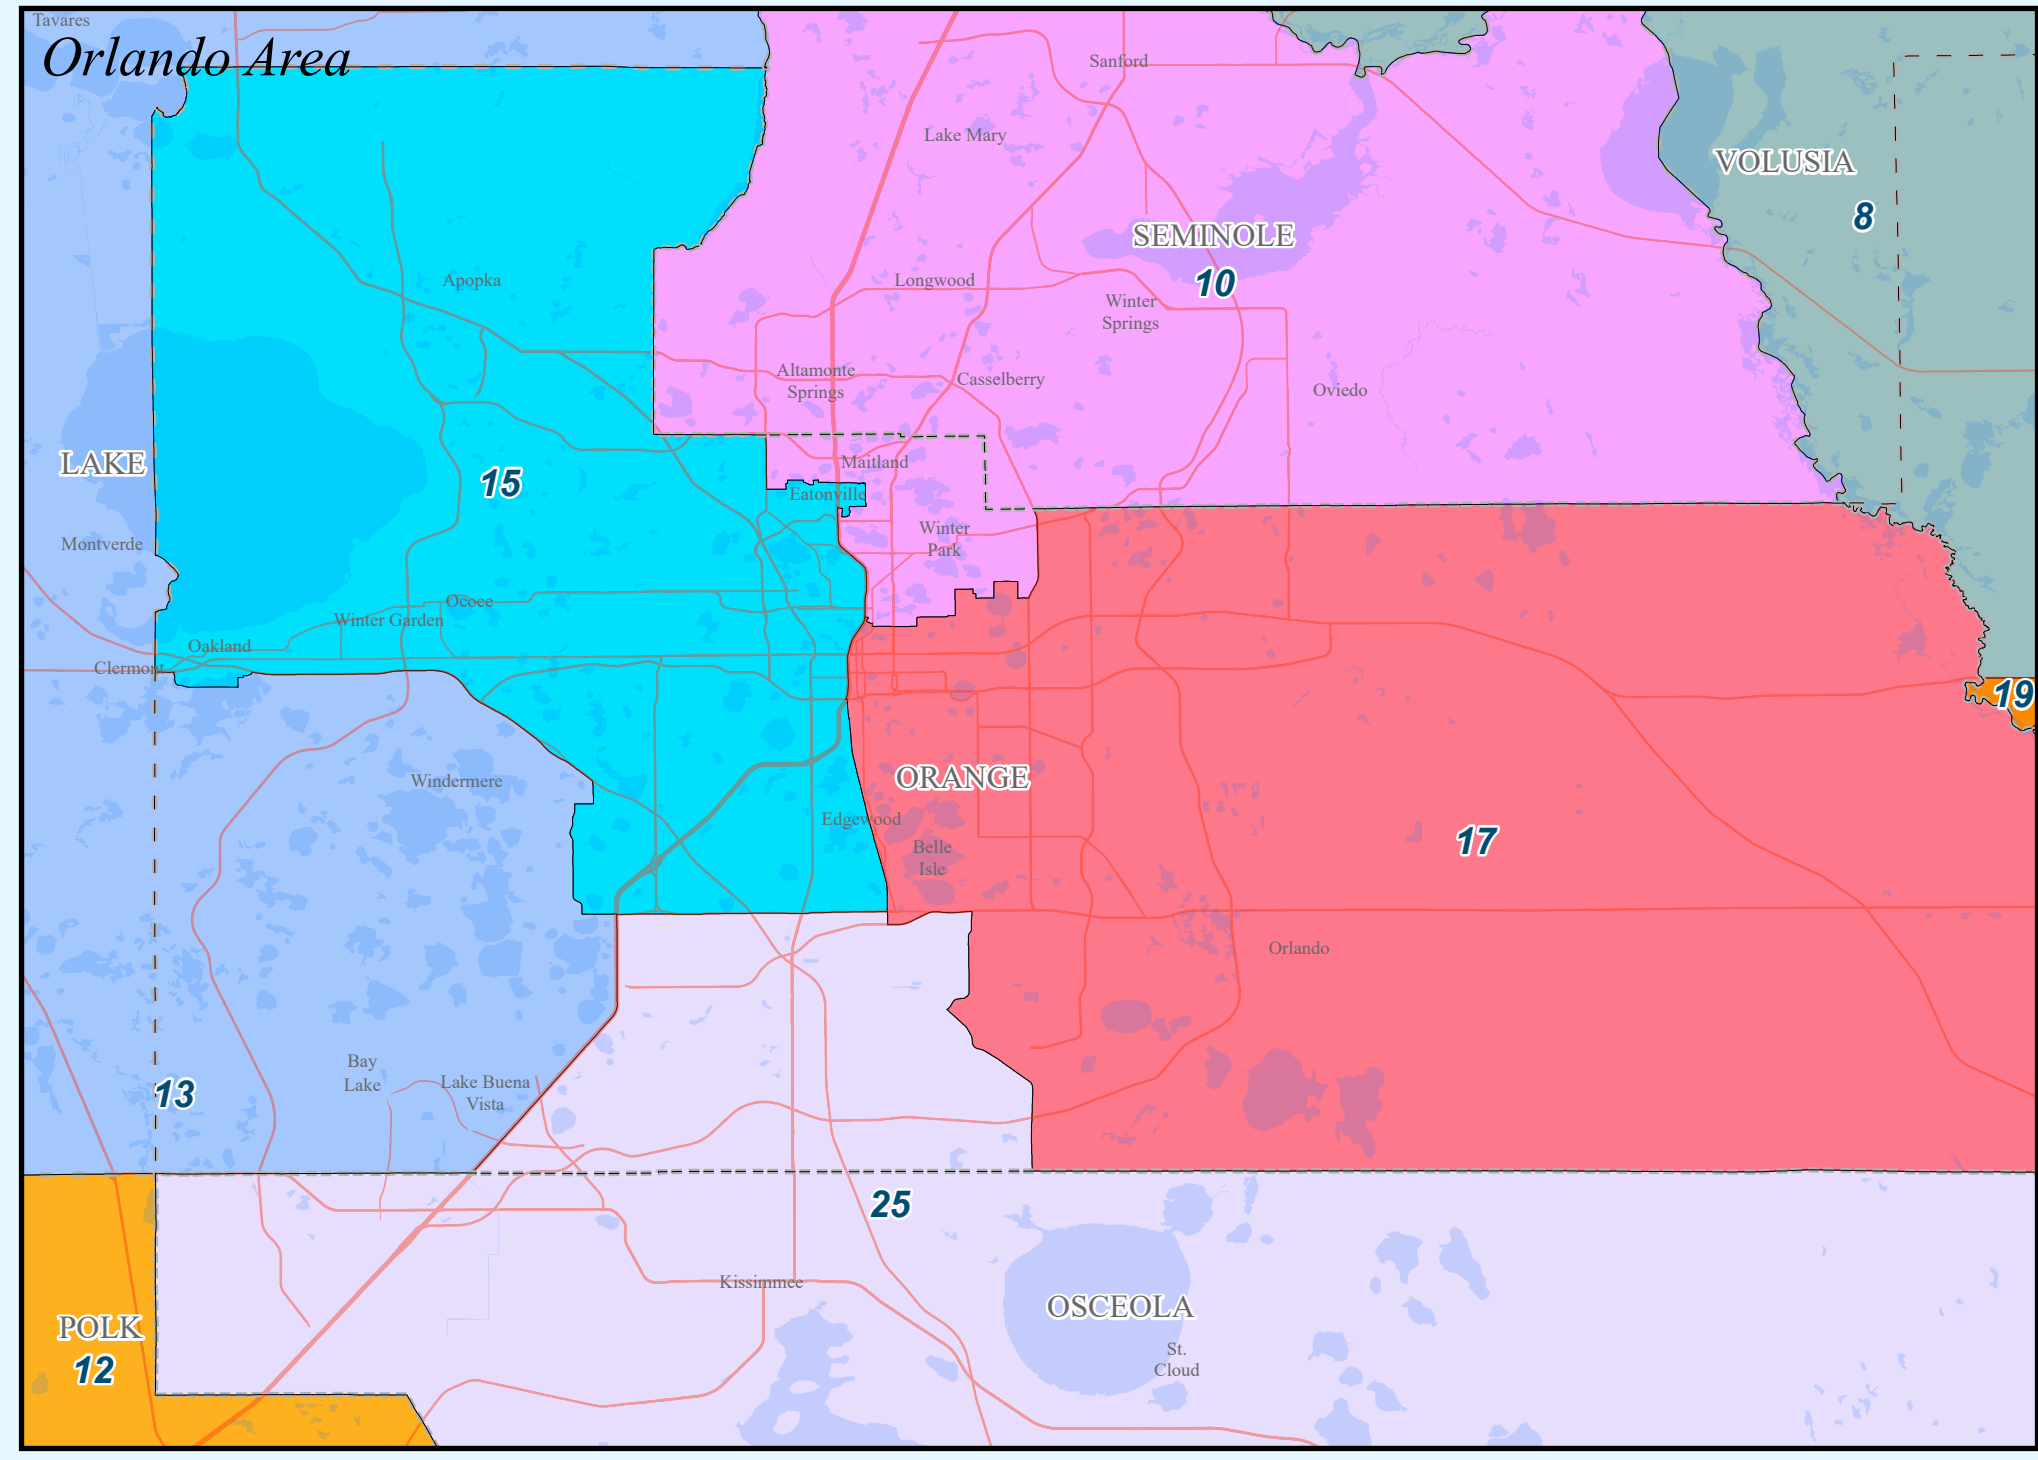 Tavares
Orlando Area
Sanford
Lake Mary
VOLUSIA
8
SEMINOLE
10
Apopka
Longwood
Winter
Springs
Altamonte
Springs
Casselberry
Oviedo
LAKE
15
Maitland
Eatonville
Winter
Park
Montverde
Ocoee
Winter Garden
Oakland
Clermont
19
Windermere
ORANGE
Edgewood
17
Belle
Isle
Orlando
Bay
Lake
Lake Buena
Vista
13
25
Kissimmee
OSCEOLA
St.
Cloud
POLK
12